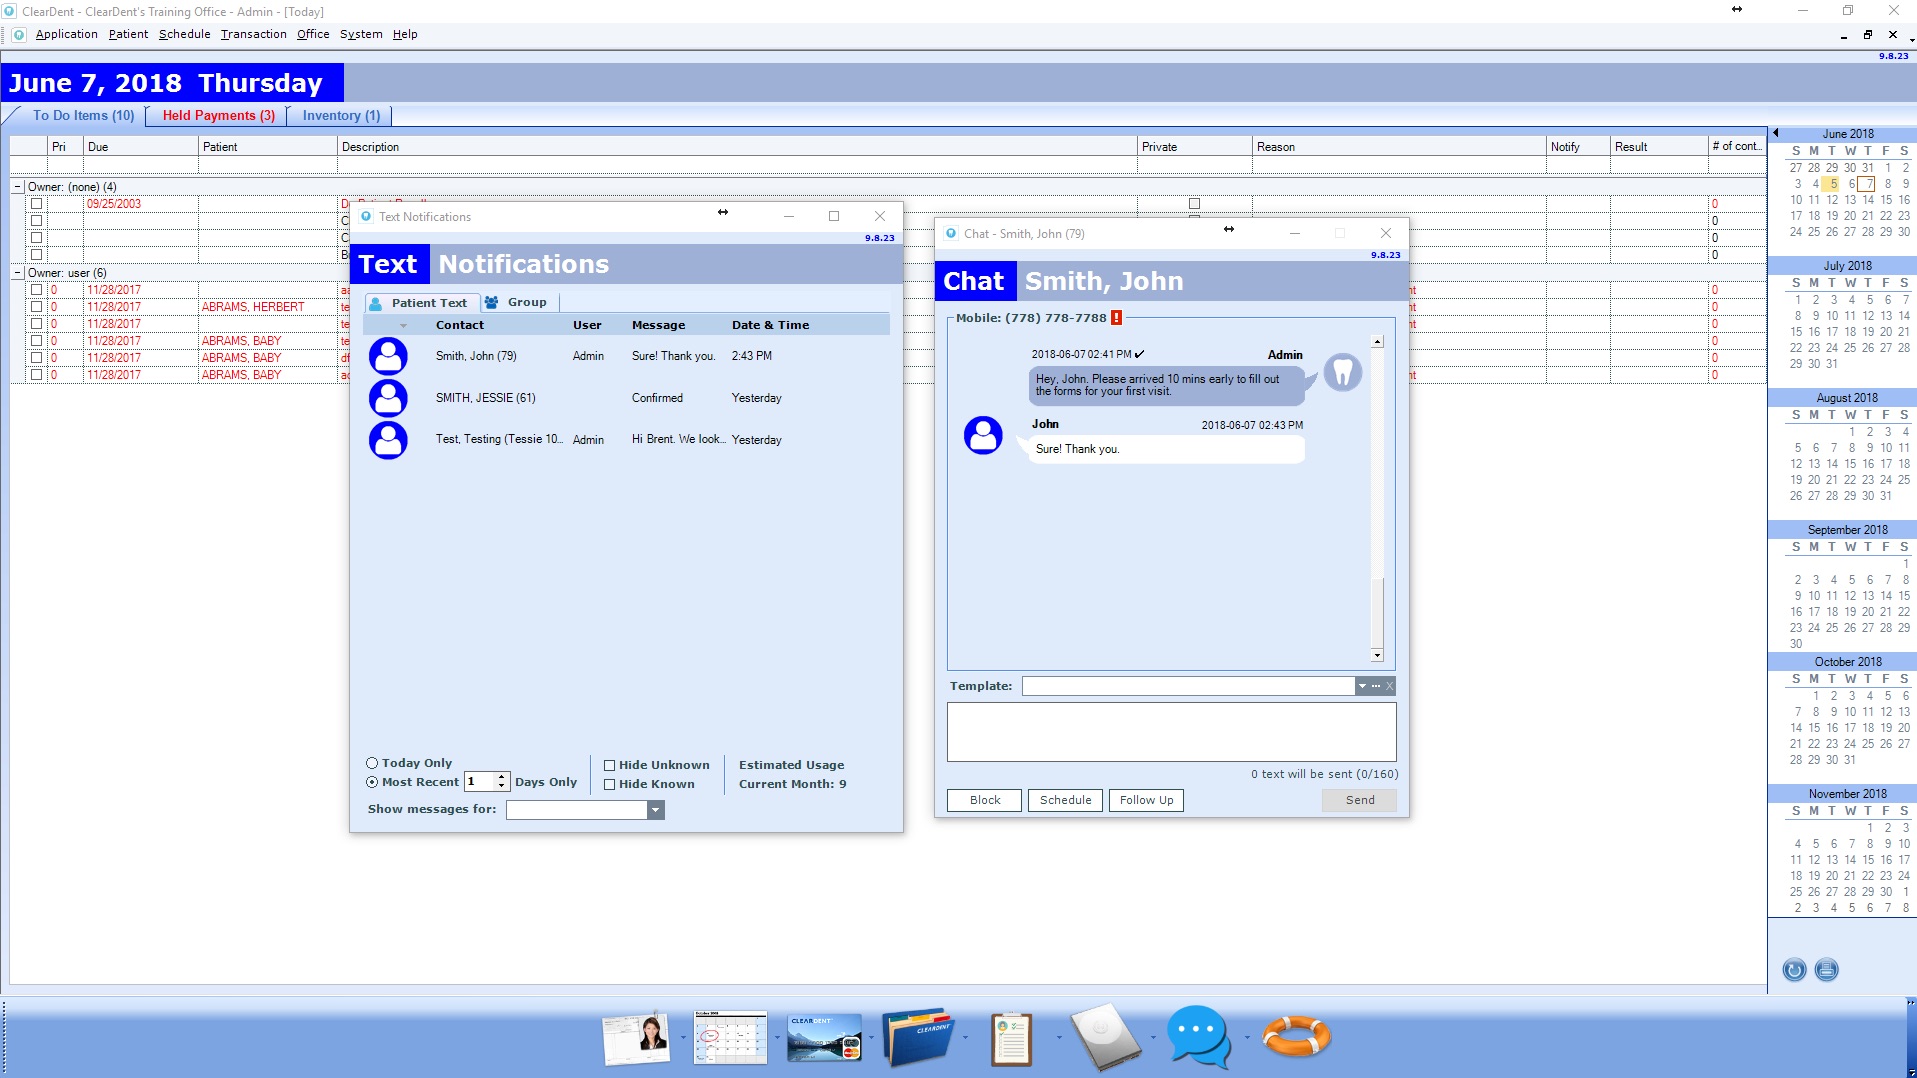 ClearDent - ClearDent's Training Office - Admin - [Today]
Application Patient Schedule Transaction Office System Help
9.8.23
June 7, 2018 Thursday
To Do Items (10) Held Payments (3) Inventory (1)
Pri Due Patient Description Private Reason Notify Result # of cont...
Owner: (none) (4)
09/25/2003 0
0
0
0
Owner: user (6)
0 11/28/2017 0
0 11/28/2017 ABRAMS, HERBERT 0
0 11/28/2017 0
0 11/28/2017 ABRAMS, BABY 0
0 11/28/2017 ABRAMS, BABY 0
0 11/28/2017 ABRAMS, BABY 0
Text Notifications
9.8.23
Text Notifications
Patient Text Group
Contact User Message Date & Time
Smith, John (79) Admin Sure! Thank you. 2:43 PM
SMITH, JESSIE (61) Confirmed Yesterday
Test, Testing (Tessie 10... Admin Hi Brent. We look... Yesterday
Today Only
Most Recent 1 Days Only
Hide Unknown
Hide Known
Estimated Usage
Current Month: 9
Show messages for:
Chat - Smith, John (79)
9.8.23
Chat Smith, John
Mobile: (778) 778-7788 !
2018-06-07 02:41 PM ✔ Admin
Hey, John. Please arrived 10 mins early to fill out
the forms for your first visit.
John 2018-06-07 02:43 PM
Sure! Thank you.
Template: ... X
0 text will be sent (0/160)
Block Schedule Follow Up Send
June 2018
S M T W T F S
27 28 29 30 31 1 2
3 4 5 6 7 8 9
10 11 12 13 14 15 16
17 18 19 20 21 22 23
24 25 26 27 28 29 30
July 2018
S M T W T F S
1 2 3 4 5 6 7
8 9 10 11 12 13 14
15 16 17 18 19 20 21
22 23 24 25 26 27 28
29 30 31
August 2018
S M T W T F S
1 2 3 4
5 6 7 8 9 10 11
12 13 14 15 16 17 18
19 20 21 22 23 24 25
26 27 28 29 30 31
September 2018
S M T W T F S
1
2 3 4 5 6 7 8
9 10 11 12 13 14 15
16 17 18 19 20 21 22
23 24 25 26 27 28 29
30
October 2018
S M T W T F S
1 2 3 4 5 6
7 8 9 10 11 12 13
14 15 16 17 18 19 20
21 22 23 24 25 26 27
28 29 30 31
November 2018
S M T W T F S
1 2 3
4 5 6 7 8 9 10
11 12 13 14 15 16 17
18 19 20 21 22 23 24
25 26 27 28 29 30 1
2 3 4 5 6 7 8
CLEARDENT
CLEARDENT